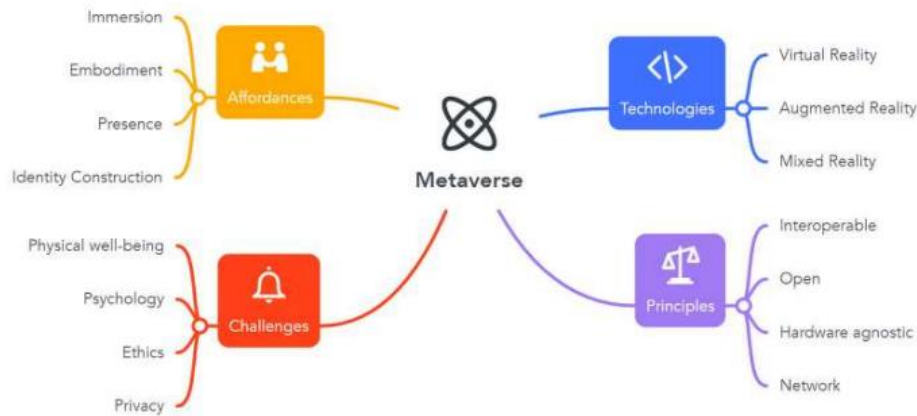 Immersion
Embodiment
Affordances
Presence
Identity Construction
Metaverse
Technologies
Virtual Reality
Augmented Reality
Mixed Reality
Physical well-being
Psychology
Challenges
Ethics
Privacy
Principles
Interoperable
Open
Hardware agnostic
Network